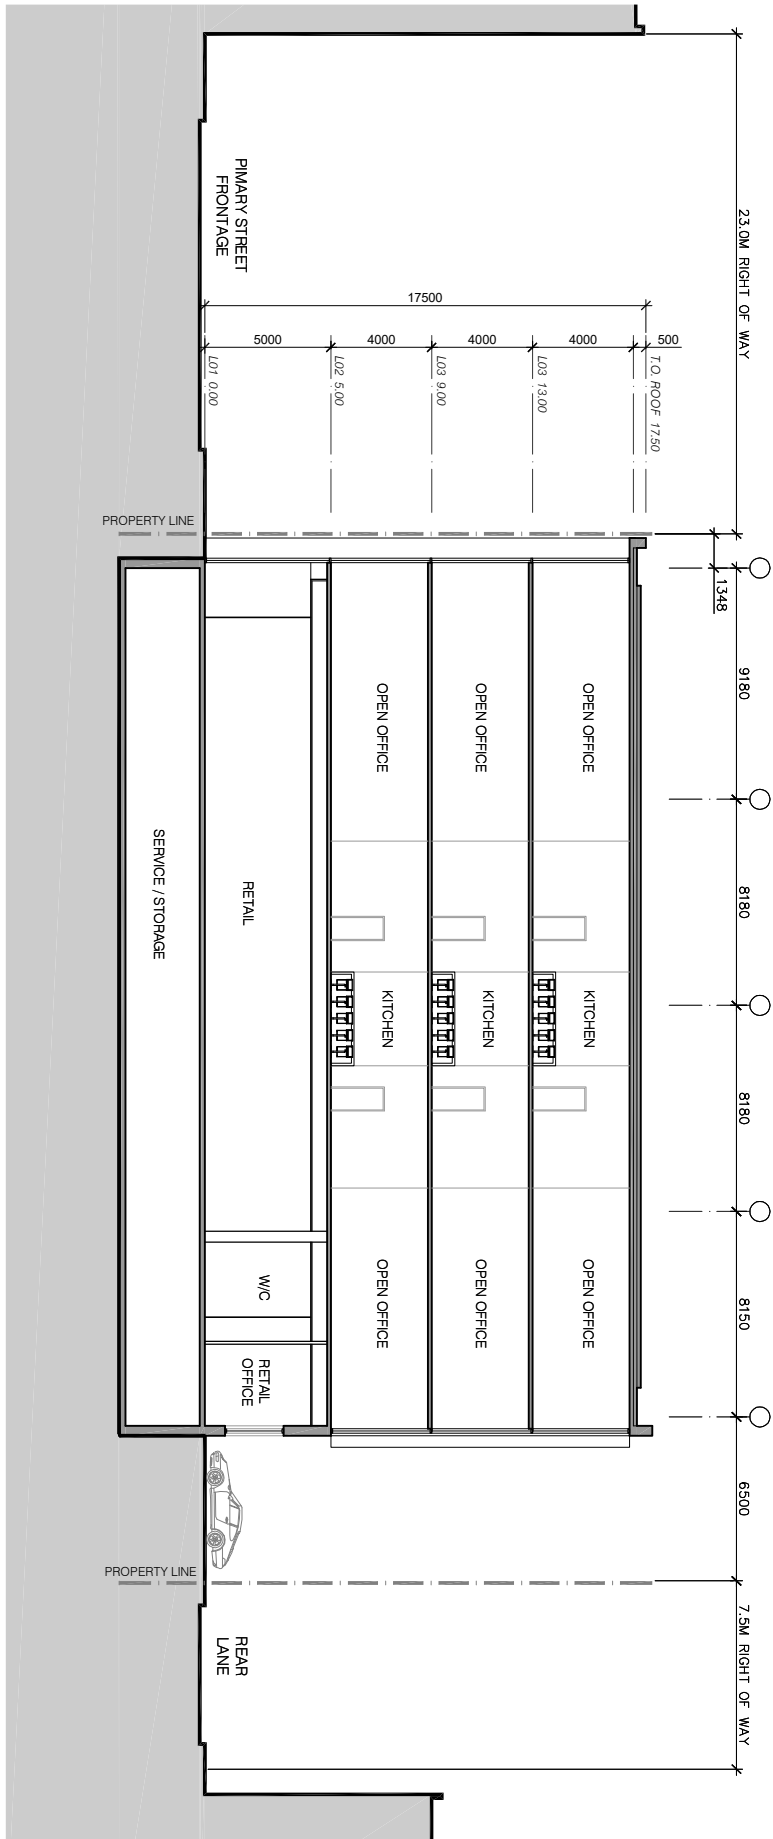 23.0M RIGHT OF WAY
1348
9180
8180
8180
8150
6500
7.5M RIGHT OF WAY
17500
500
4000
4000
4000
5000
T.O. ROOF 17.50
L03 13.00
L03 9.00
L02 5.00
L01 0.00
PIMARY STREET
FRONTAGE
PROPERTY LINE
OPEN OFFICE
KITCHEN
OPEN OFFICE
OPEN OFFICE
KITCHEN
OPEN OFFICE
OPEN OFFICE
KITCHEN
OPEN OFFICE
RETAIL
W/C
RETAIL
OFFICE
SERVICE / STORAGE
PROPERTY LINE
REAR
LANE